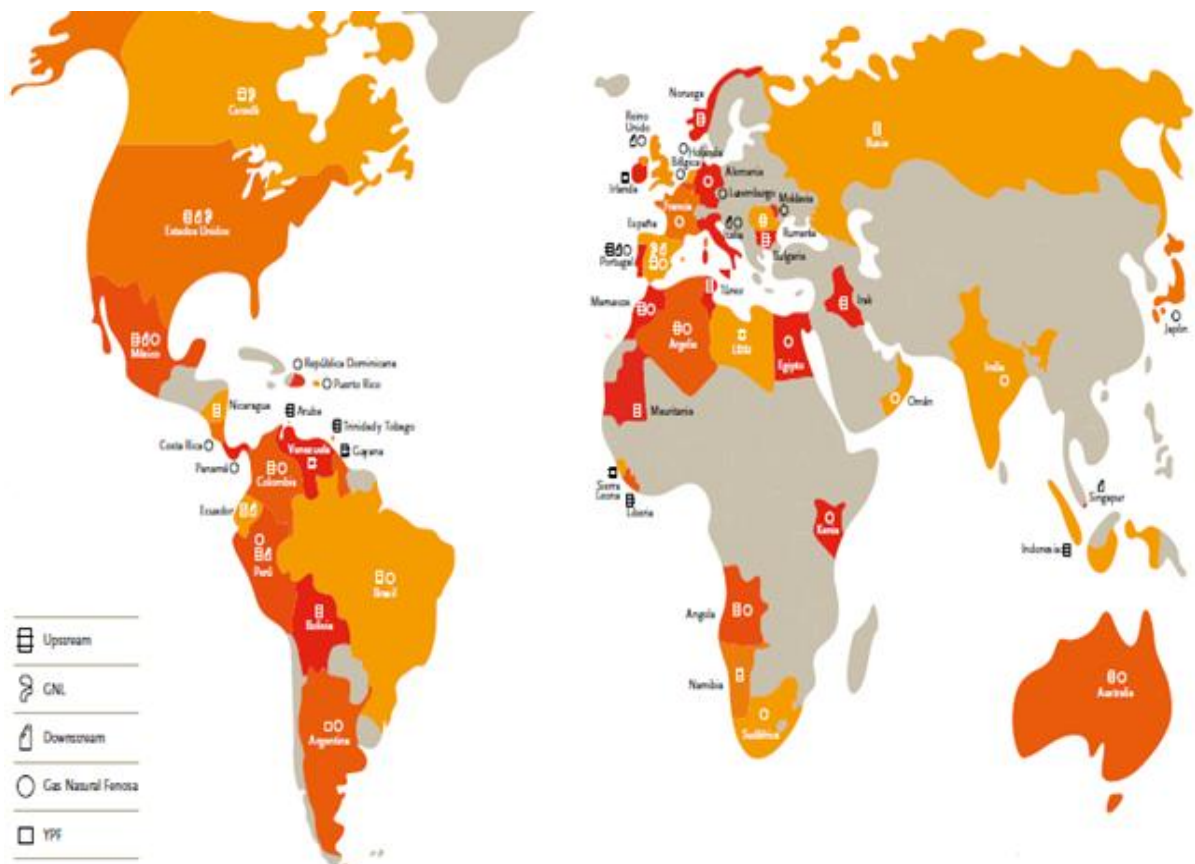 Canadá
Estados Unidos
México
República Dominicana
Puerto Rico
Nicaragua
Aruba
Trinidad y Tobago
Guyana
Costa Rica
Panamá
Venezuela
Colombia
Ecuador
Perú
Brasil
Bolivia
Argentina
Upstream
GNL
Downstream
Gas Natural Fenosa
YPF
Noruega
Reino
Unido
Holanda
Bélgica
Irlanda
Alemania
Luxemburgo
Francia
Moldavia
España
Italia
Rumanía
Portugal
Bulgaria
Rusia
Marruecos
Túnez
Irak
Japón
Argelia
Libia
Egipto
India
Omán
Mauritania
Sierra
Leona
Liberia
Kenia
Singapur
Indonesia
Angola
Namibia
Sudáfrica
Australia